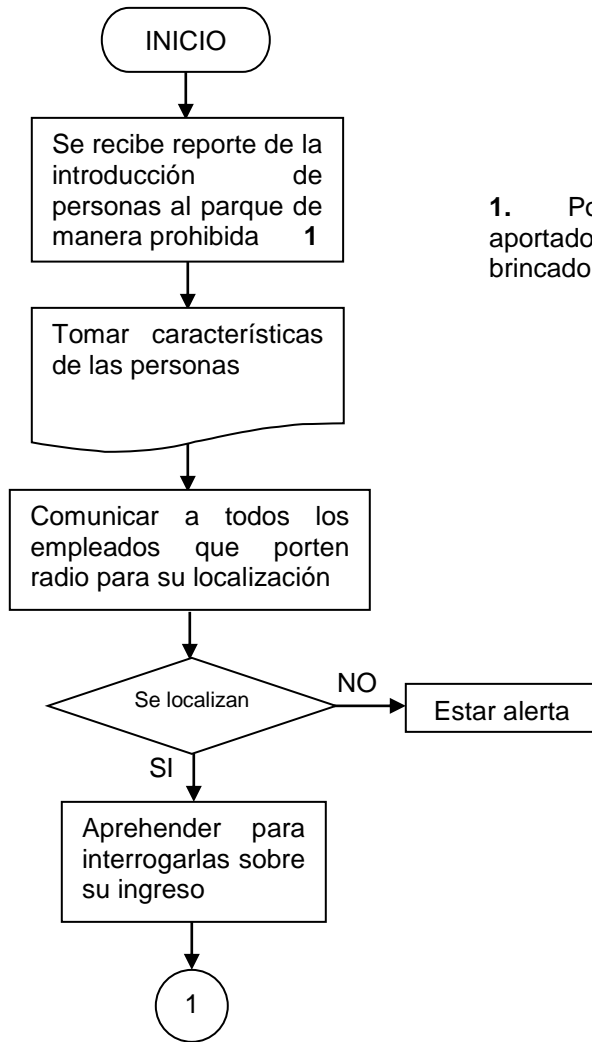 INICIO
Se recibe reporte de la
introducción de
personas al parque de
manera prohibida 1
1. Po
aportado
brincado
Tomar características
de las personas
Comunicar a todos los
empleados que porten
radio para su localización
Se localizan
NO
Estar alerta
SI
Aprehender para
interrogarlas sobre
su ingreso
1